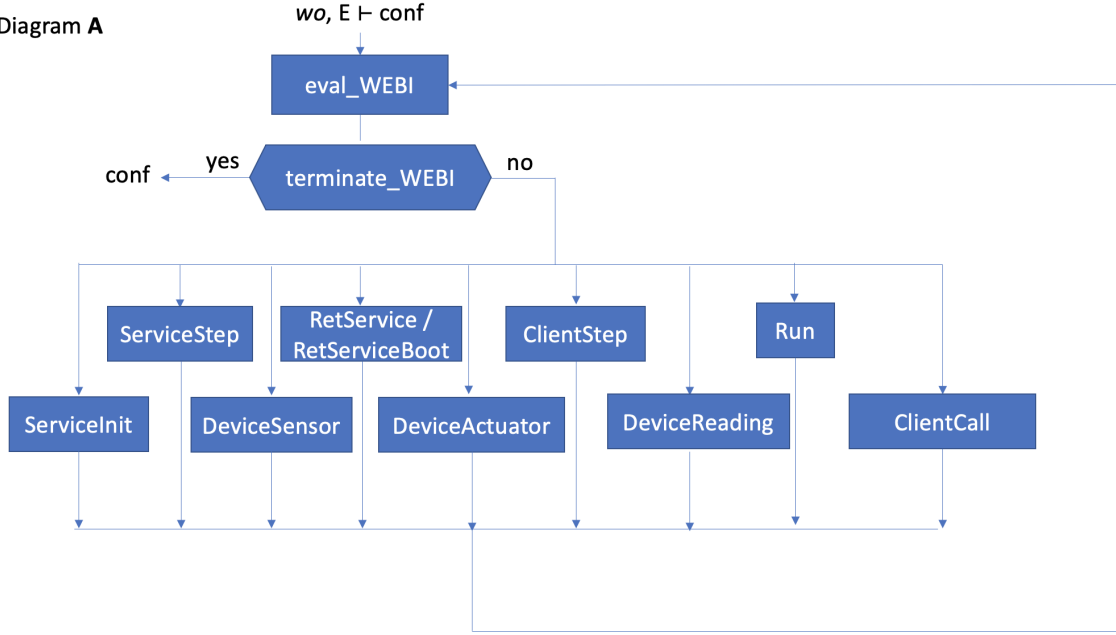 wo, E ⊢ conf
Diagram A
eval_WEBI
yes
no
conf
terminate_WEBI
RetService /
ServiceStep
ClientStep
Run
RetServiceBoot
ServiceInit
DeviceSensor
DeviceActuator
DeviceReading
ClientCall